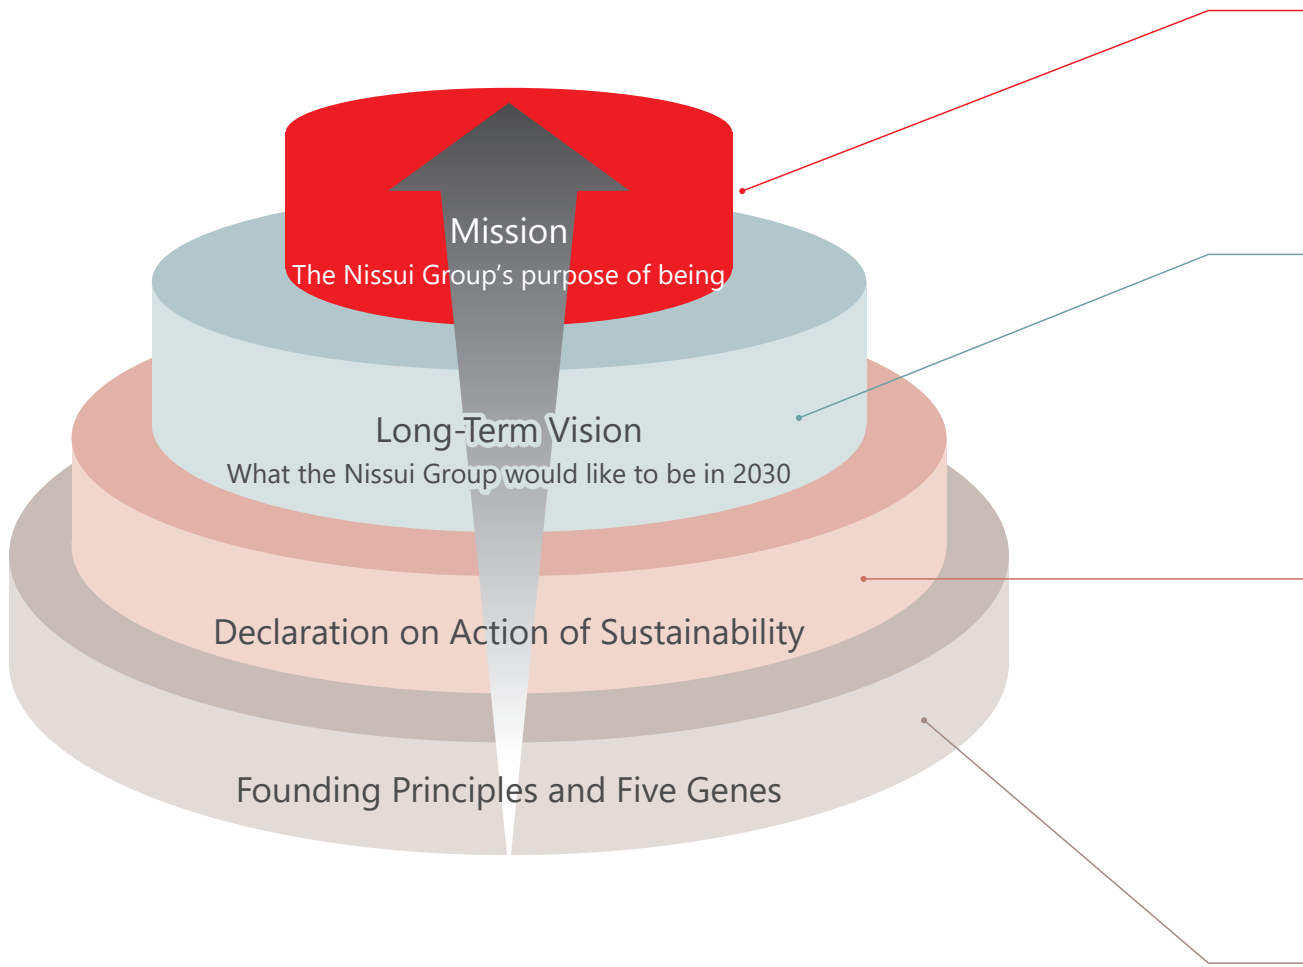 Mission
The Nissui Group’s purpose of being
Long-Term Vision
What the Nissui Group would like to be in 2030
Declaration on Action of Sustainability
Founding Principles and Five Genes